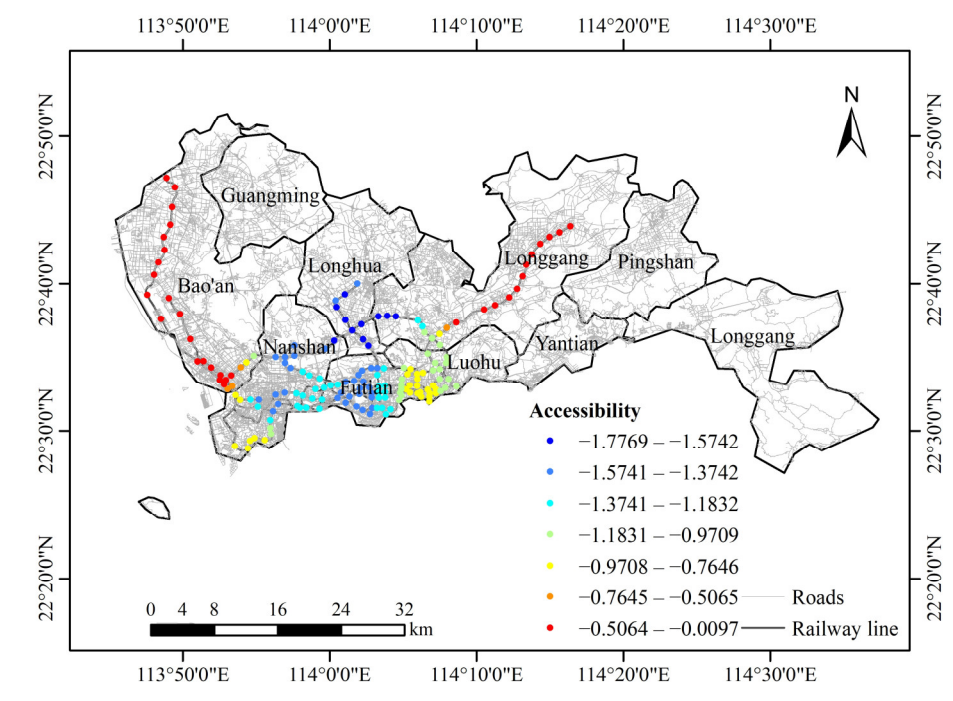 113°50'0"E 114°0'0"E 114°10'0"E 114°20'0"E 114°30'0"E
N
22°50'0"N 22°50'0"N
Guangming
Longhua Longgang Pingshan
22°40'0"N 22°40'0"N
Bao'an
Nanshan Luohu Yantian Longgang
Futian
22°30'0"N 22°30'0"N
Accessibility
−1.7769 – −1.5742
−1.5741 – −1.3742
−1.3741 – −1.1832
−1.1831 – −0.9709
−0.9708 – −0.7646
22°20'0"N 22°20'0"N
−0.7645 – −0.5065 Roads
−0.5064 – −0.0097 Railway line
0 4 8 16 24 32
km
113°50'0"E 114°0'0"E 114°10'0"E 114°20'0"E 114°30'0"E